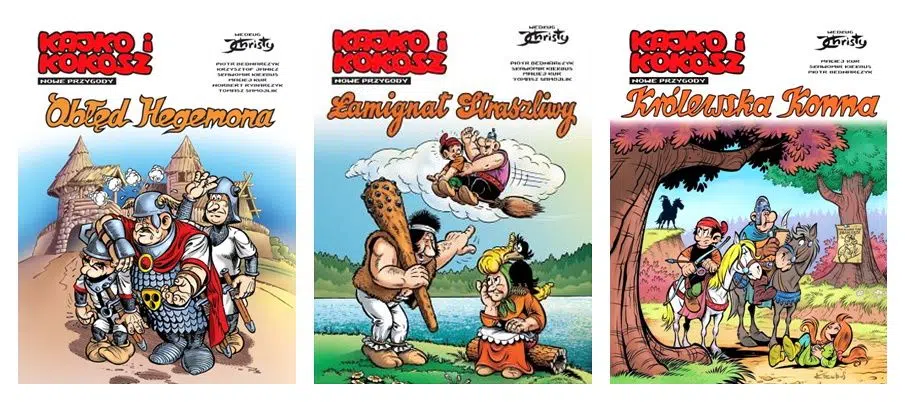 KAJKO i
KOKOSZ
NOWE PRZYGODY
WEDŁUG
Christy
PIOTR BEDNARCZYK
KRZYSZTOF JANICZ
SŁAWOMIR KIEŁBUS
MACIEJ KUR
NORBERT RYBARCZYK
TOMASZ SAMOJLIK
Obłęd Hegemona
KAJKO i
KOKOSZ
NOWE PRZYGODY
WEDŁUG
Christy
PIOTR BEDNARCZYK
SŁAWOMIR KIEŁBUS
MACIEJ KUR
TOMASZ SAMOJLIK
Łamignat Straszliwy
KAJKO i
KOKOSZ
NOWE PRZYGODY
WEDŁUG
Christy
MACIEJ KUR
SŁAWOMIR KIEŁBUS
PIOTR BEDNARCZYK
Królewska Konna